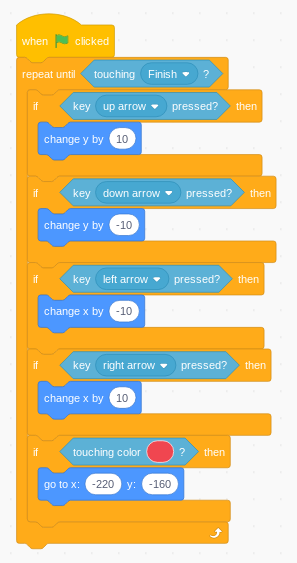 when clicked
repeat until touching Finish ?
if key up arrow pressed? then
change y by 10
if key down arrow pressed? then
change y by -10
if key left arrow pressed? then
change x by -10
if key right arrow pressed? then
change x by 10
if touching color ? then
go to x: -220 y: -160